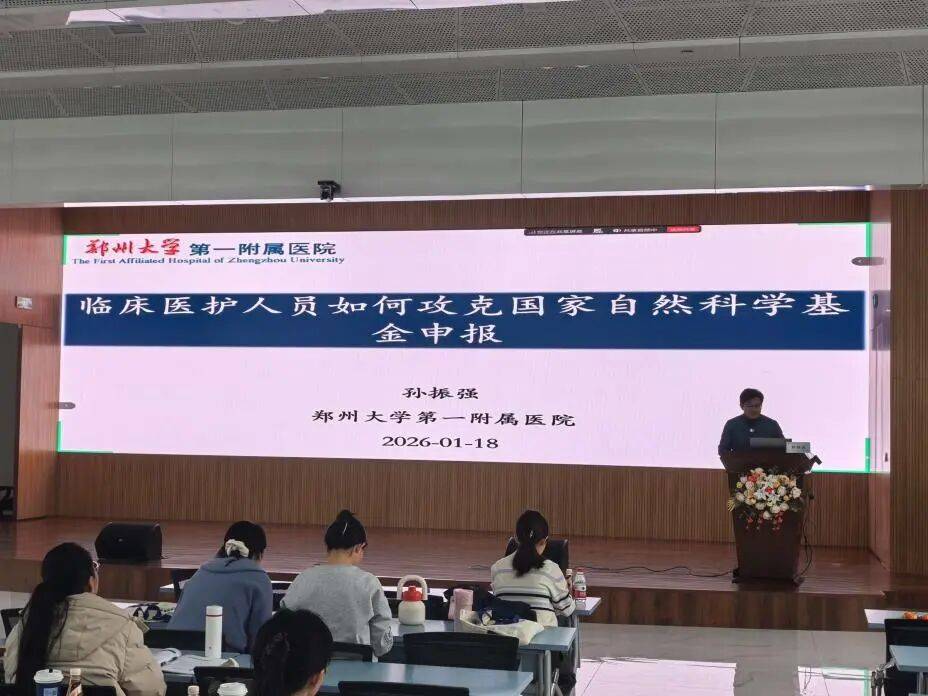 郑州大学 第一附属医院
The First Affiliated Hospital of Zhengzhou University
临床医护人员如何攻克国家自然科学基
金申报
孙振强
郑州大学第一附属医院
2026-01-18